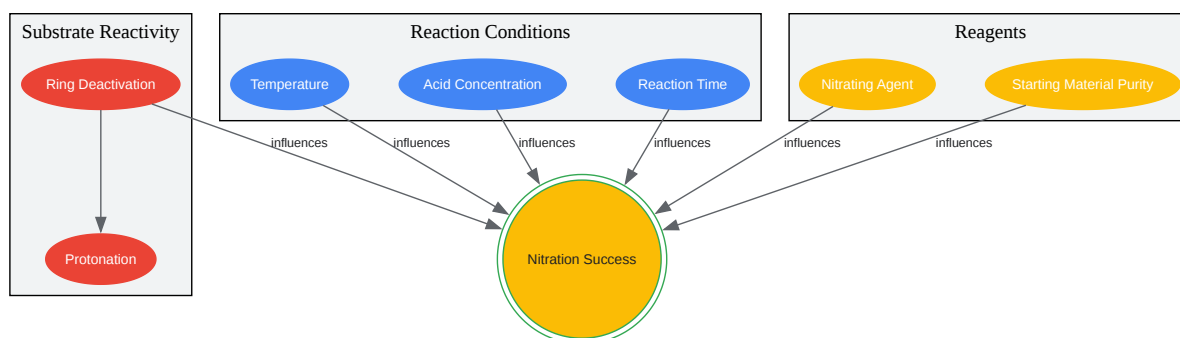 Substrate Reactivity
Reaction Conditions
Reagents
Ring Deactivation
Temperature
Acid Concentration
Reaction Time
Nitrating Agent
Starting Material Purity
influences
influences
influences
influences
influences
influences
Protonation
Nitration Success